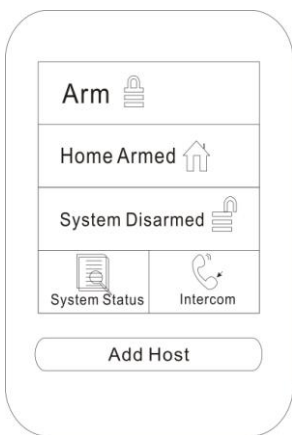 Arm
Home Armed
System Disarmed
System Status
Intercom
Add Host